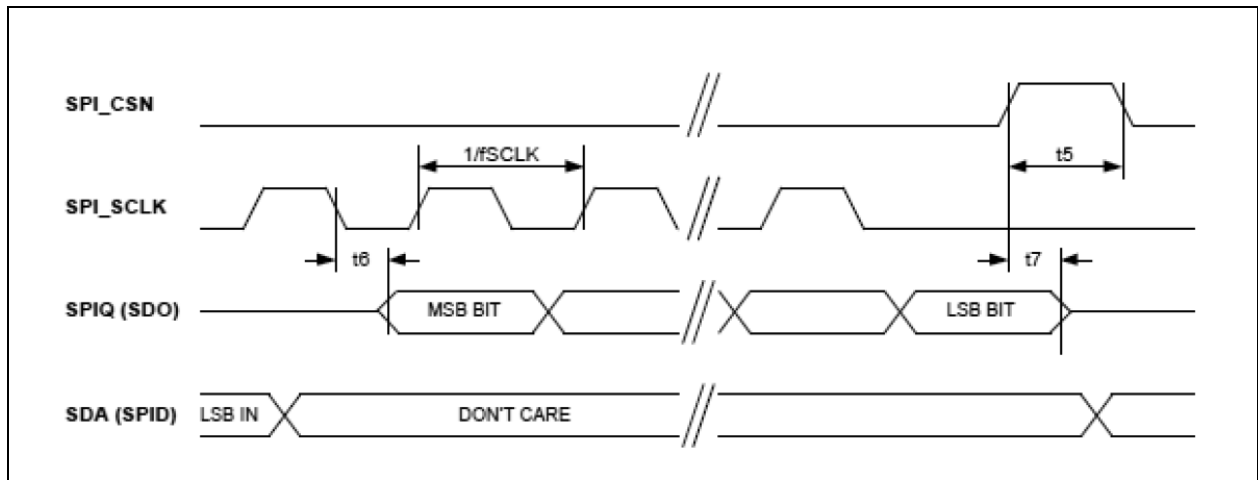 SPI_CSN
1/fSCLK
t5
SPI_SCLK
t6
t7
SPIQ (SDO)
MSB BIT
LSB BIT
SDA (SPID)
LSB IN
DON'T CARE